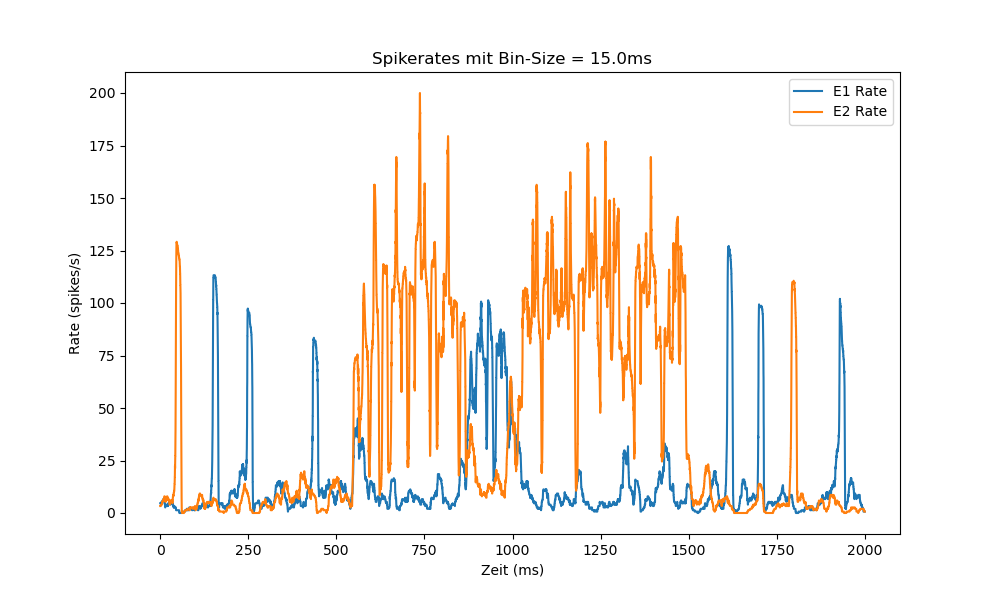 Spikerates mit Bin-Size = 15.0ms
E1 Rate
E2 Rate
Rate (spikes/s)
200
175
150
125
100
75
50
25
0
0 250 500 750 1000 1250 1500 1750 2000
Zeit (ms)